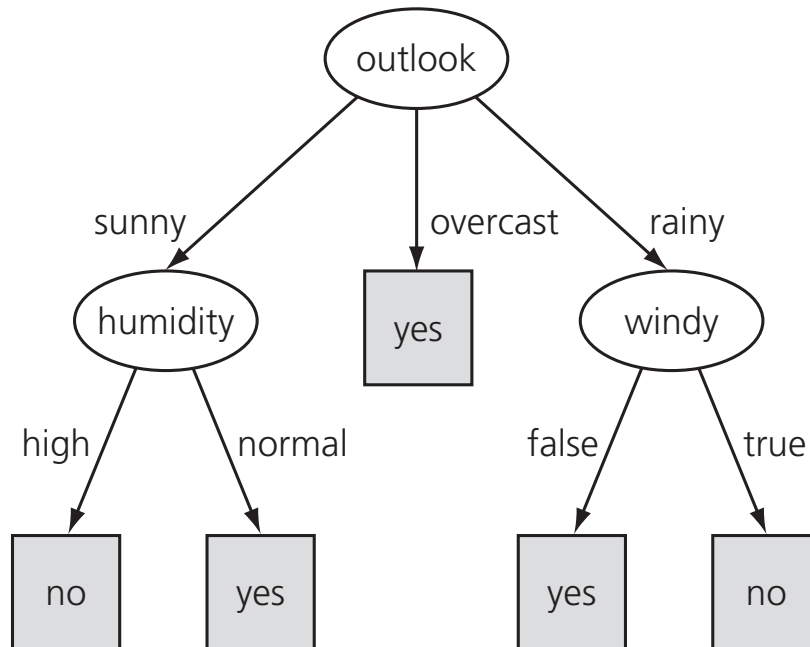 outlook
sunny
overcast
rainy
humidity
yes
windy
high
normal
false
true
no
yes
yes
no